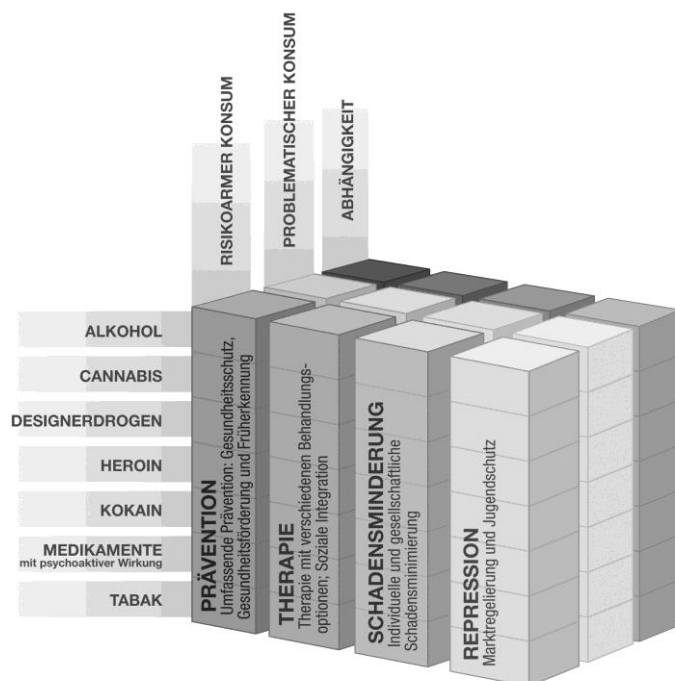 RISIKOARMER KONSUM
PROBLEMATISCHER KONSUM
ABHÄNGIGKEIT
ALKOHOL
CANNABIS
DESIGNERDROGEN
HEROIN
KOKAIN
MEDIKAMENTE
mit psychoaktiver Wirkung
TABAK
PRÄVENTION
Umfassende Prävention: Gesundheitsschutz,
Gesundheitsförderung und Früherkennung
THERAPIE
Therapie mit verschiedenen Behandlungs-
optionen; Soziale Integration
SCHADENSMINDERUNG
Individuelle und gesellschaftliche
Schadensminimierung
REPRESSION
Marktregelierung und Jugendschutz